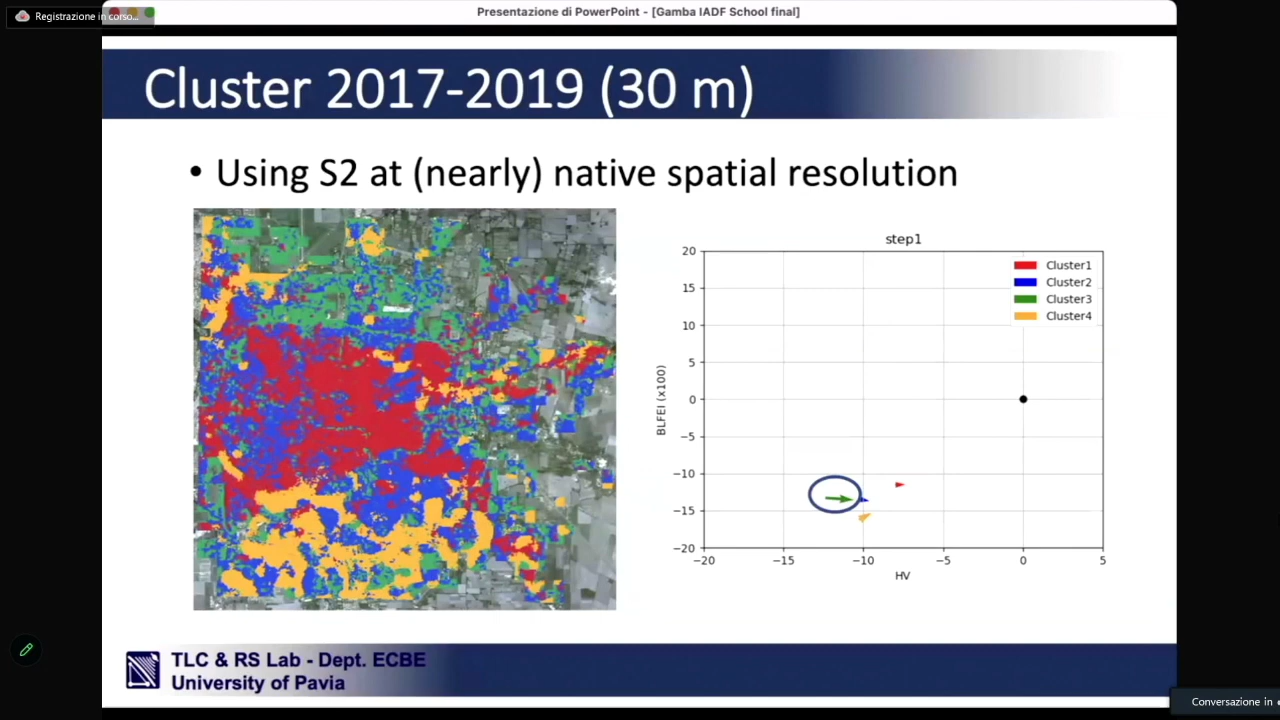 Registrazione in corso...
Presentazione di PowerPoint - [Gamba IADF School final]
Cluster 2017-2019 (30 m)
• Using S2 at (nearly) native spatial resolution
step1
Cluster1
Cluster2
Cluster3
Cluster4
20
15
10
5
0
−5
−10
−15
−20
BLFEI (x100)
−20 −15 −10 −5 0 5
HV
TLC & RS Lab - Dept. ECBE
University of Pavia
Conversazione in